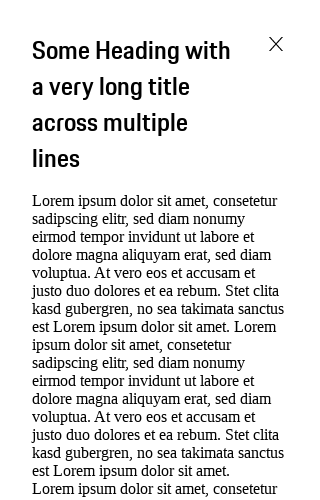 Some Heading with
a very long title
across multiple
lines
Lorem ipsum dolor sit amet, consetetur
sadipscing elitr, sed diam nonumy
eirmod tempor invidunt ut labore et
dolore magna aliquyam erat, sed diam
voluptua. At vero eos et accusam et
justo duo dolores et ea rebum. Stet clita
kasd gubergren, no sea takimata sanctus
est Lorem ipsum dolor sit amet. Lorem
ipsum dolor sit amet, consetetur
sadipscing elitr, sed diam nonumy
eirmod tempor invidunt ut labore et
dolore magna aliquyam erat, sed diam
voluptua. At vero eos et accusam et
justo duo dolores et ea rebum. Stet clita
kasd gubergren, no sea takimata sanctus
est Lorem ipsum dolor sit amet.
Lorem ipsum dolor sit amet, consetetur